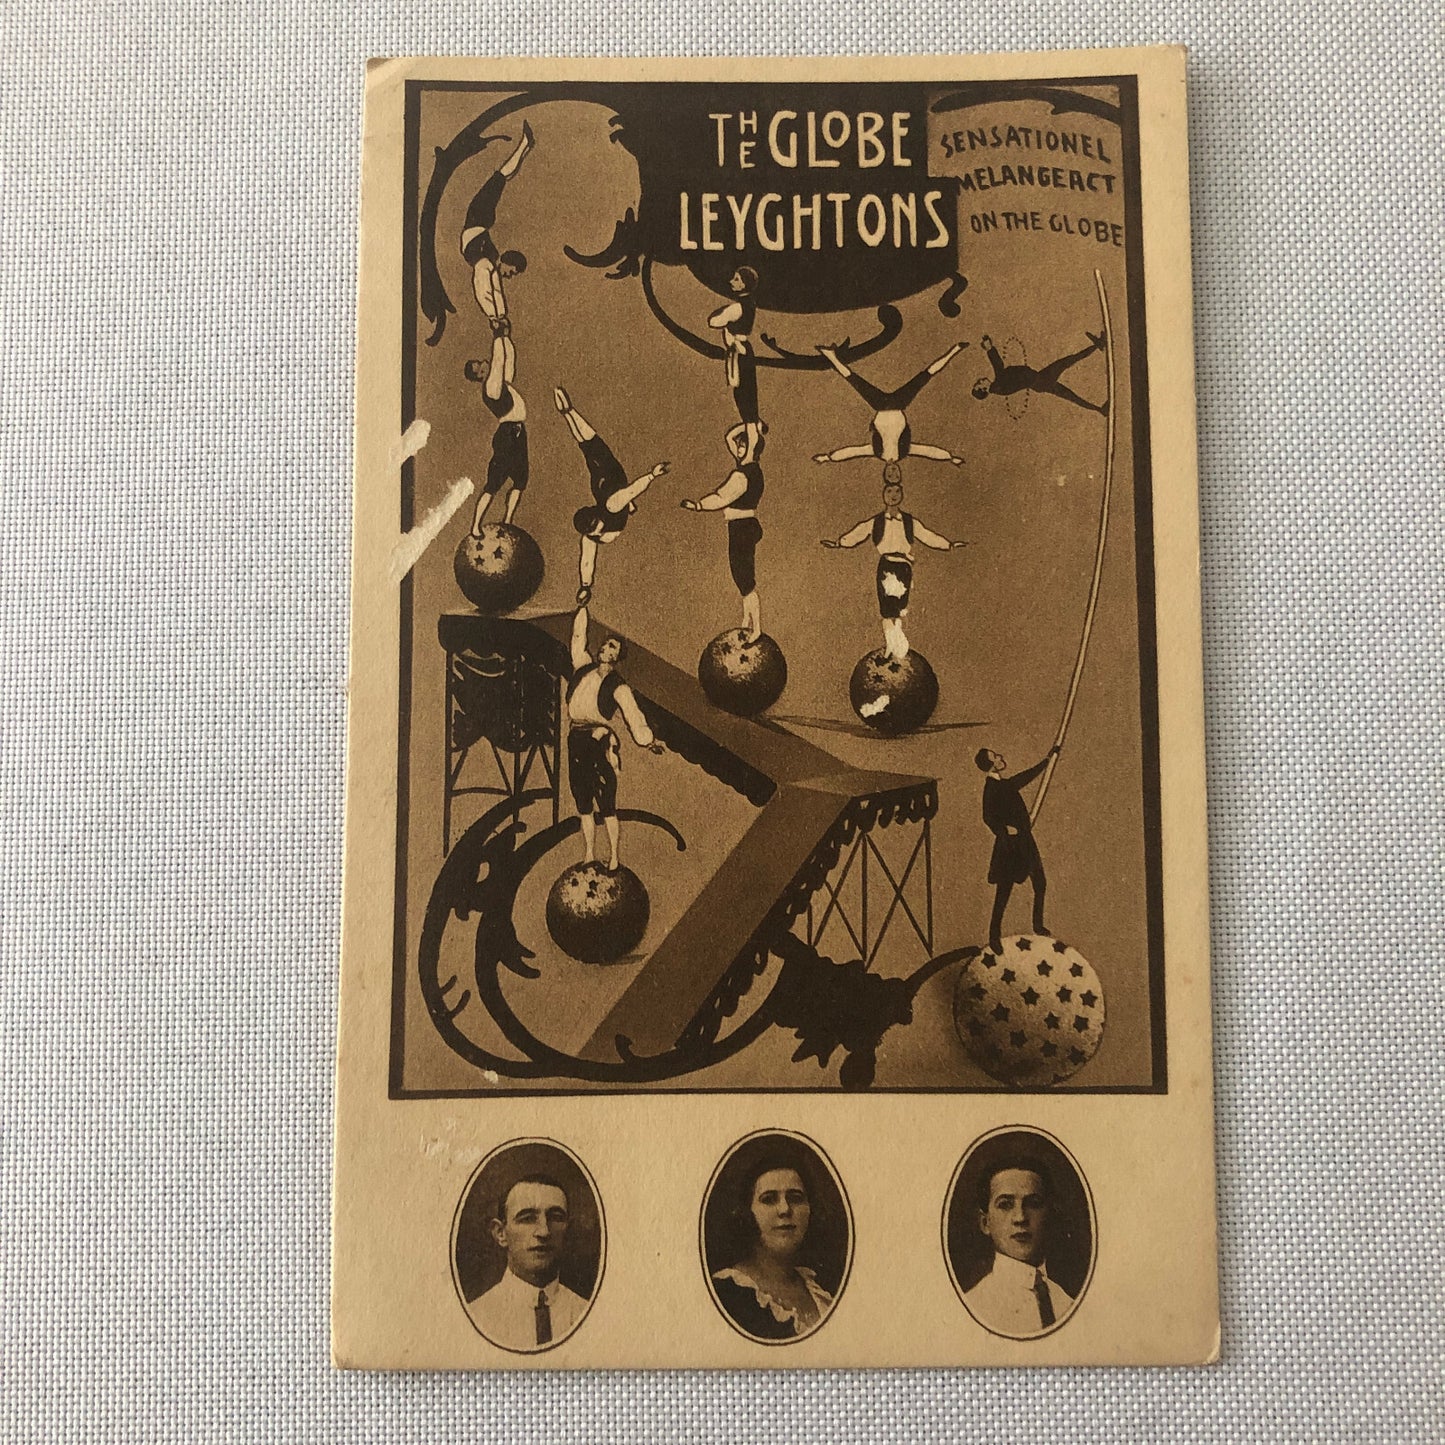 THE GLOBE
LEYGHTONS
SENSATIONEL
MELANGEACT
ON THE GLOBE